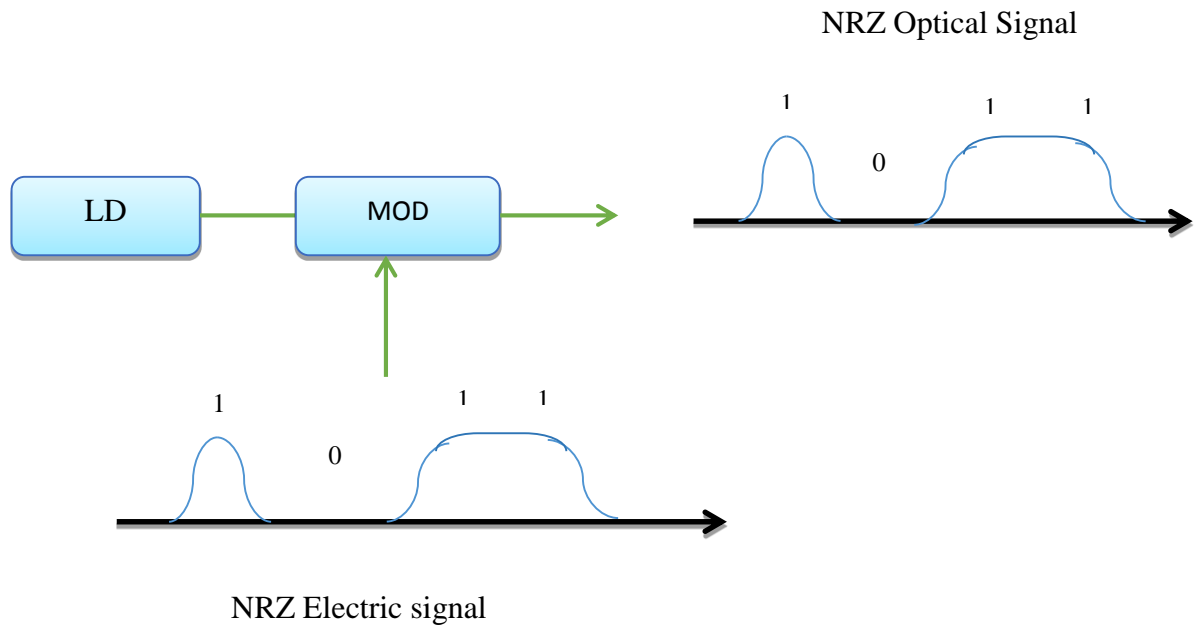 NRZ Optical Signal
1 1 1
0
LD MOD
1 1 1
0
NRZ Electric signal